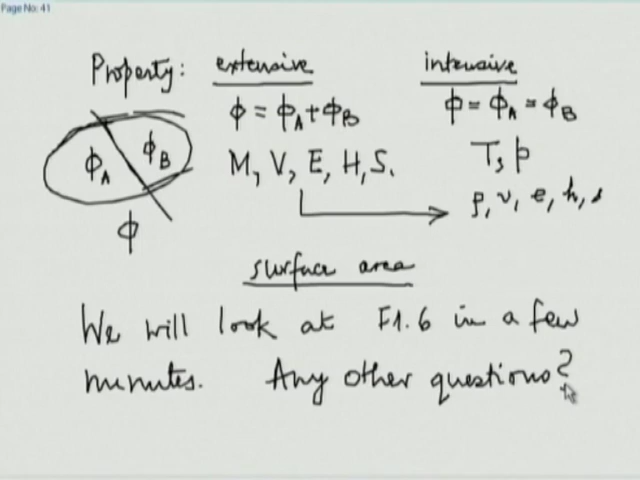 Page No: 41
Property: extensive intensive
ϕ = ϕA + ϕB ϕ = ϕA = ϕB
ϕA ϕB M, V, E, H, S. T, p
ρ, v, e, h, s
ϕ
surface area
We will look at F1.6 in a few
minutes. Any other questions?